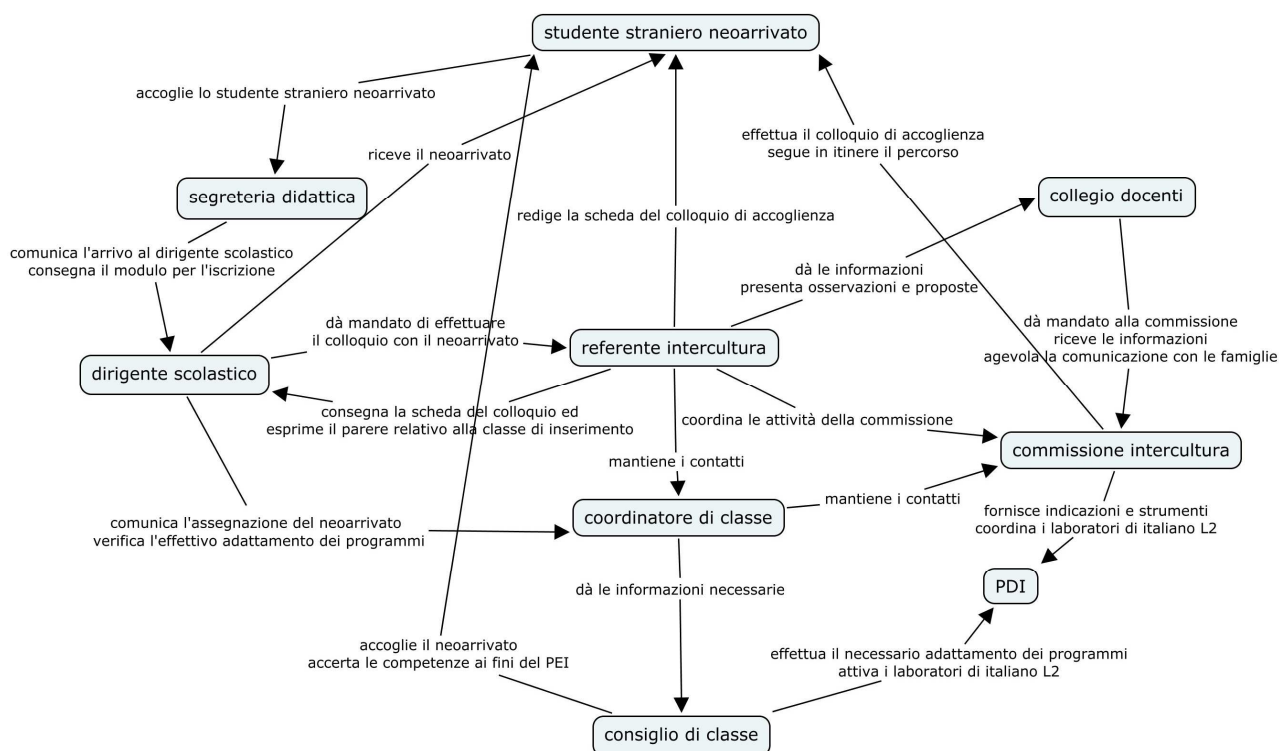 studente straniero neoarrivato
accoglie lo studente straniero neoarrivato
effettua il colloquio di accoglienza
segue in itinere il percorso
riceve il neoarrivato
segreteria didattica
collegio docenti
redige la scheda del colloquio di accoglienza
comunica l'arrivo al dirigente scolastico
consegna il modulo per l'iscrizione
dà le informazioni
presenta osservazioni e proposte
dà mandato di effettuare
il colloquio con il neoarrivato
dà mandato alla commissione
riceve le informazioni
agevola la comunicazione con le famiglie
referente intercultura
dirigente scolastico
consegna la scheda del colloquio ed
esprime il parere relativo alla classe di inserimento
coordina le attività della commissione
commissione intercultura
mantiene i contatti
mantiene i contatti
coordinatore di classe
fornisce indicazioni e strumenti
coordina i laboratori di italiano L2
comunica l'assegnazione del neoarrivato
verifica l'effettivo adattamento dei programmi
PDI
dà le informazioni necessarie
accoglie il neoarrivato
accerta le competenze ai fini del PEI
effettua il necessario adattamento dei programmi
attiva i laboratori di italiano L2
consiglio di classe